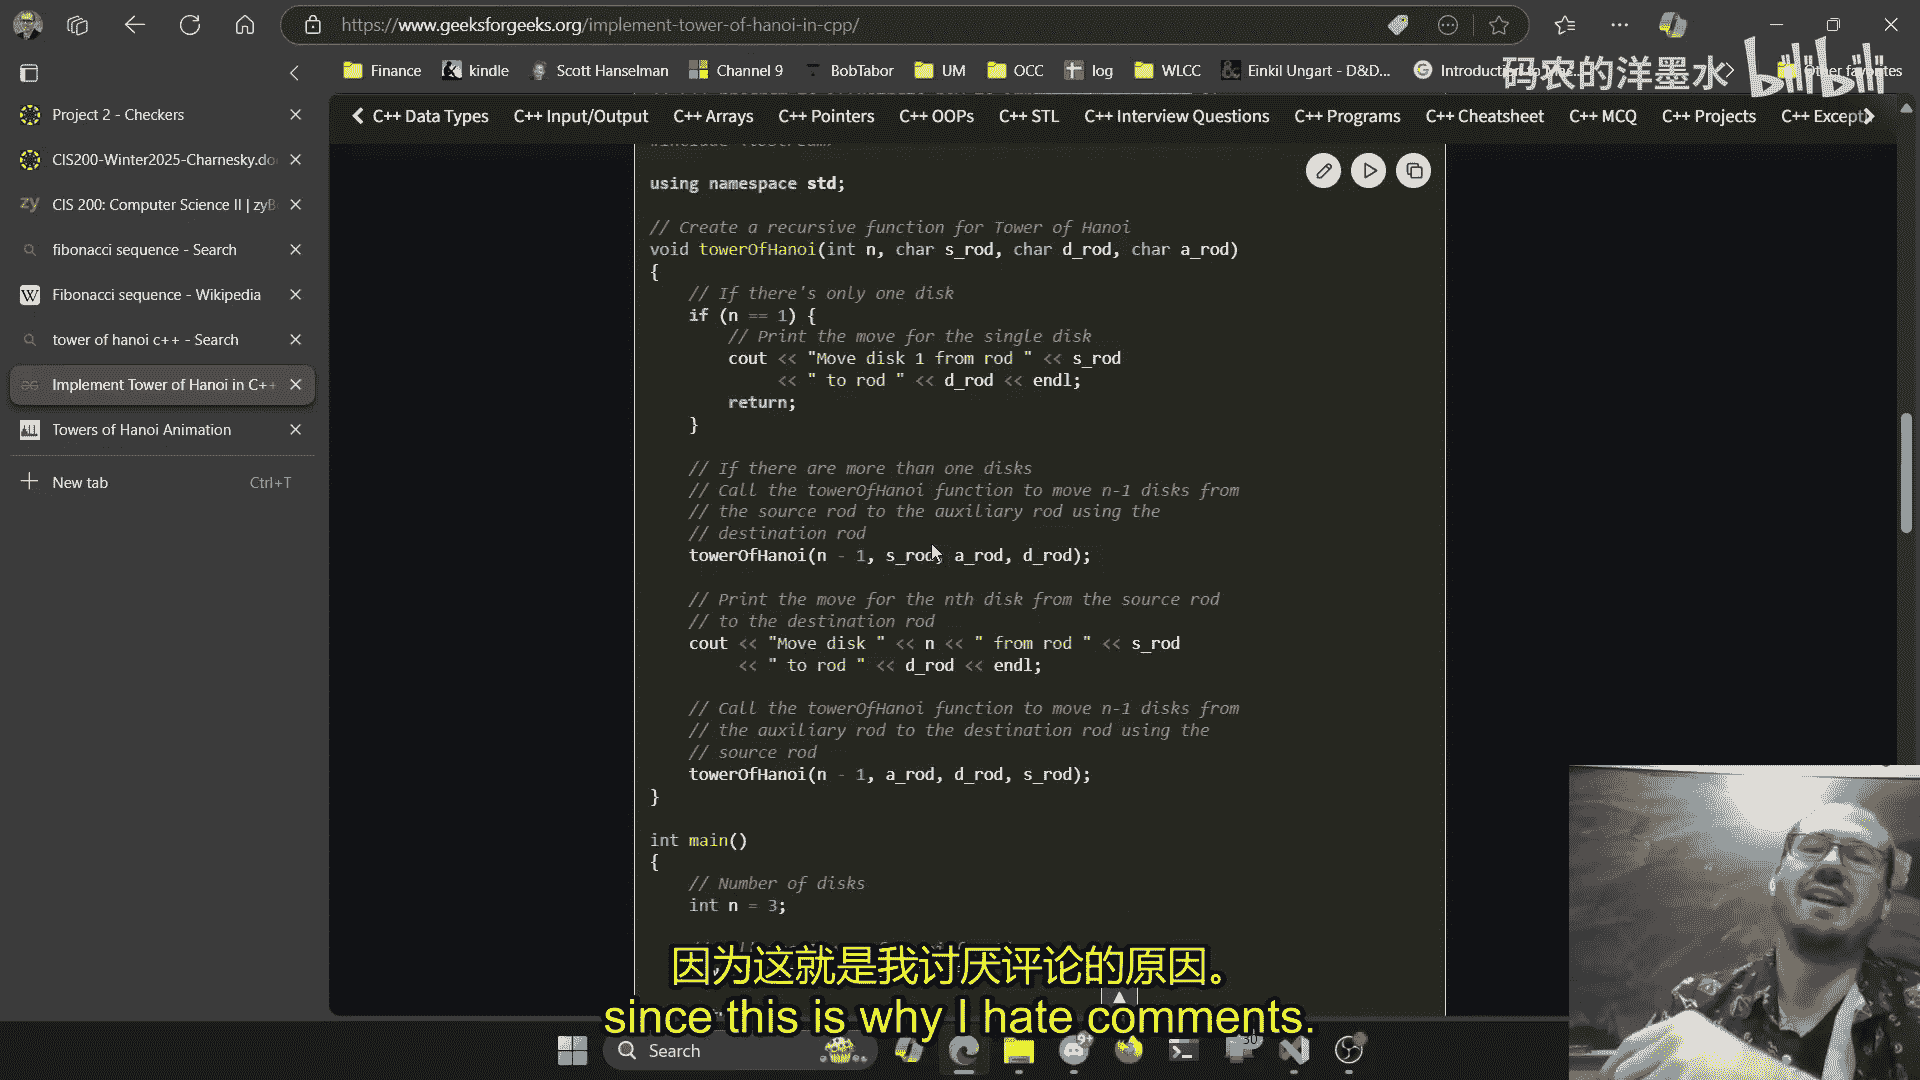 https://www.geeksforgeeks.org/implement-tower-of-hanoi-in-cpp/
Finance
kindle
Scott Hanselman
Channel 9
BobTabor
UM
OCC
log
WLCC
Einkil Ungart - D&D...
Other favorites
码农的洋墨水
bilibili
Project 2 - Checkers
CIS200-Winter2025-Charnesky.do
CIS 200: Computer Science II | zyB
fibonacci sequence - Search
Fibonacci sequence - Wikipedia
tower of hanoi c++ - Search
Implement Tower of Hanoi in C++
Towers of Hanoi Animation
New tab
Ctrl+T
C++ Data Types
C++ Input/Output
C++ Arrays
C++ Pointers
C++ OOPs
C++ STL
C++ Interview Questions
C++ Programs
C++ Cheatsheet
C++ MCQ
C++ Projects
C++ Except
using namespace std;
// Create a recursive function for Tower of Hanoi
void towerOfHanoi(int n, char s_rod, char d_rod, char a_rod)
{
// If there's only one disk
if (n == 1) {
// Print the move for the single disk
cout << "Move disk 1 from rod " << s_rod
<< " to rod " << d_rod << endl;
return;
}
// If there are more than one disks
// Call the towerOfHanoi function to move n-1 disks from
// the source rod to the auxiliary rod using the
// destination rod
towerOfHanoi(n - 1, s_rod, a_rod, d_rod);
// Print the move for the nth disk from the source rod
// to the destination rod
cout << "Move disk " << n << " from rod " << s_rod
<< " to rod " << d_rod << endl;
// Call the towerOfHanoi function to move n-1 disks from
// the auxiliary rod to the destination rod using the
// source rod
towerOfHanoi(n - 1, a_rod, d_rod, s_rod);
}
int main()
{
// Number of disks
int n = 3;
因为这就是我讨厌评论的原因。
since this is why I hate comments.
Search